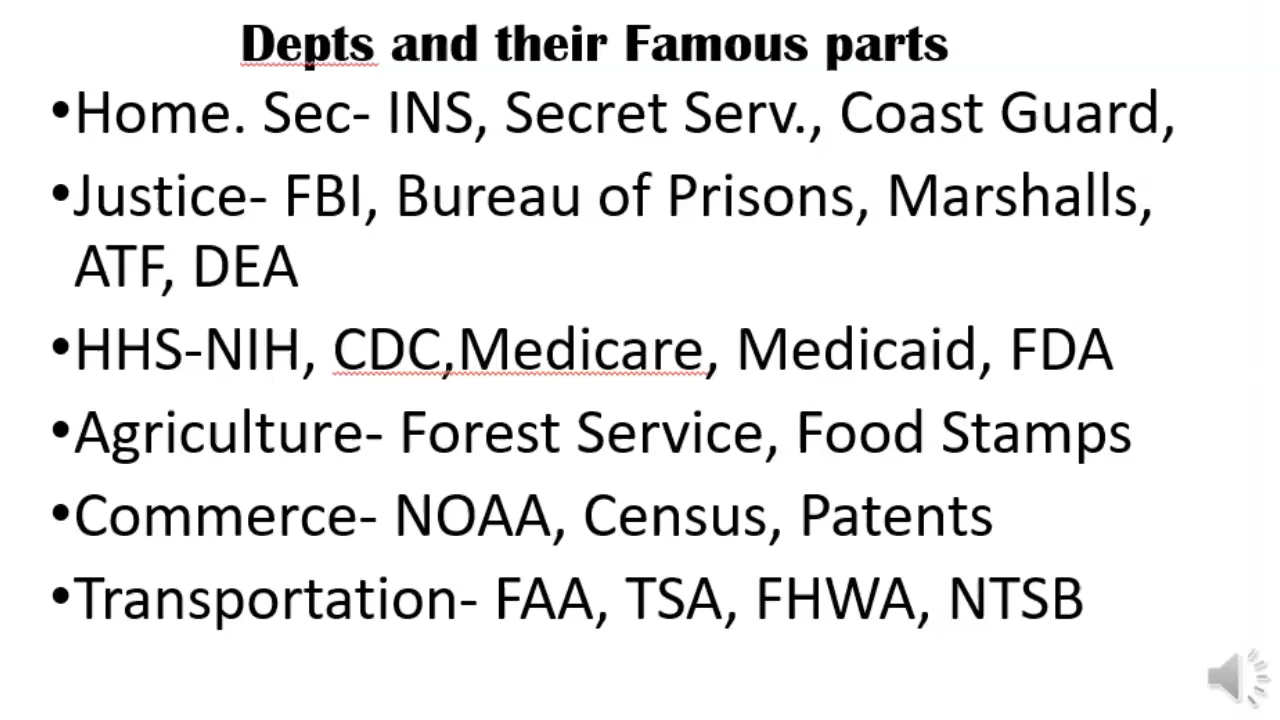 Depts and their Famous parts
•Home. Sec- INS, Secret Serv., Coast Guard,
•Justice- FBI, Bureau of Prisons, Marshalls,
ATF, DEA
•HHS-NIH, CDC,Medicare, Medicaid, FDA
•Agriculture- Forest Service, Food Stamps
•Commerce- NOAA, Census, Patents
•Transportation- FAA, TSA, FHWA, NTSB